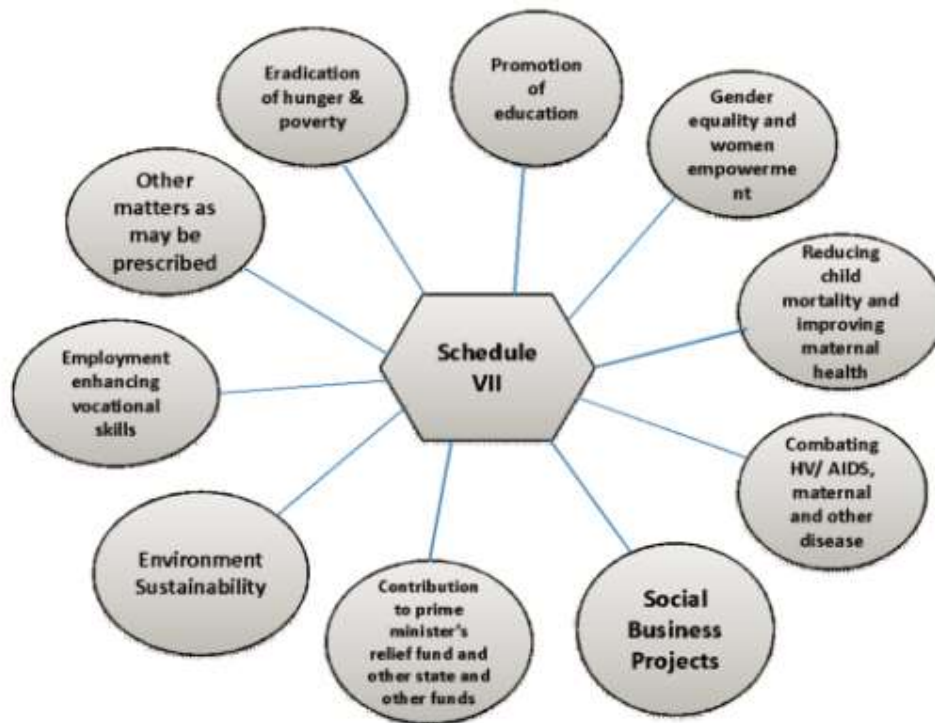 Schedule
VII
Eradication
of hunger &
poverty
Promotion
of
education
Gender
equality and
women
empowerme
nt
Reducing
child
mortality and
improving
maternal
health
Combating
HV/ AIDS,
maternal
and other
disease
Social
Business
Projects
Contribution
to prime
minister's
relief fund and
other state and
other funds
Environment
Sustainability
Employment
enhancing
vocational
skills
Other
matters as
may be
prescribed